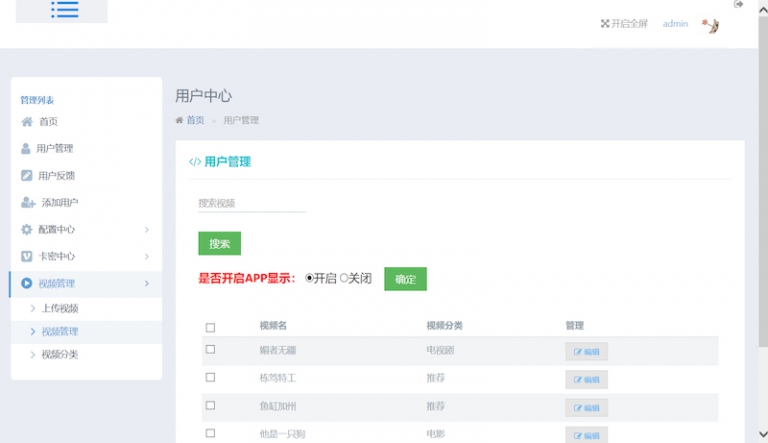 开启全屏 admin
管理列表
首页
用户管理
用户反馈
添加用户
配置中心
卡密中心
视频管理
上传视频
视频管理
视频分类
用户中心
首页 » 用户管理
</> 用户管理
搜索视频
搜索
是否开启APP显示： 开启 关闭 确定
视频名 视频分类 管理
媚者无疆 电视剧 编辑
栋笃特工 推荐 编辑
鱼缸加州 推荐 编辑
他是一只狗 电影 编辑